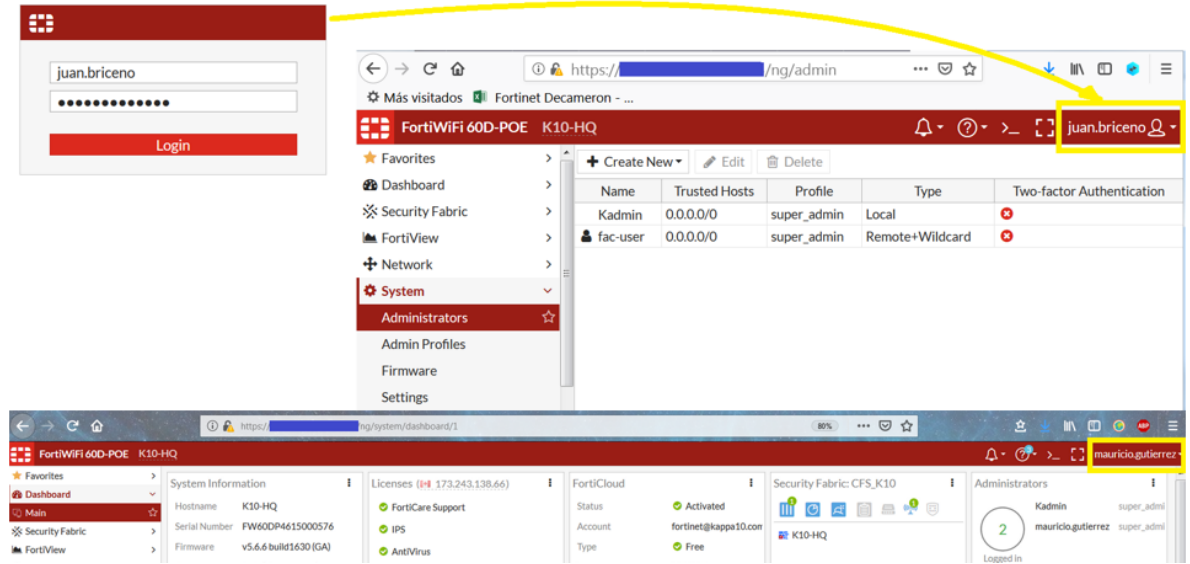 juan.briceno
●●●●●●●●●●●●●
Login
https:// /ng/admin
Más visitados Fortinet Decameron - ...
FortiWiFi 60D-POE K10-HQ
juan.briceno
Favorites
Dashboard
Security Fabric
FortiView
Network
System
Administrators
Admin Profiles
Firmware
Settings
Create New Edit Delete
Name Trusted Hosts Profile Type Two-factor Authentication
Kadmin 0.0.0.0/0 super_admin Local
fac-user 0.0.0.0/0 super_admin Remote+Wildcard
https:// /ng/system/dashboard/1 80%
FortiWiFi 60D-POE K10-HQ
mauricio.gutierrez
Favorites
Dashboard
Main
Security Fabric
FortiView
System Information
Hostname K10-HQ
Serial Number FW60DP4615000576
Firmware v5.6.6 build1630 (GA)
Licenses (173.243.138.66)
FortiCare Support
IPS
AntiVirus
FortiCloud
Status Activated
Account fortinet@kappa10.com
Type Free
Security Fabric: CFS_K10
1 1
K10-HQ
Administrators
2
Logged in
Kadmin super_admi
mauricio.gutierrez super_admi